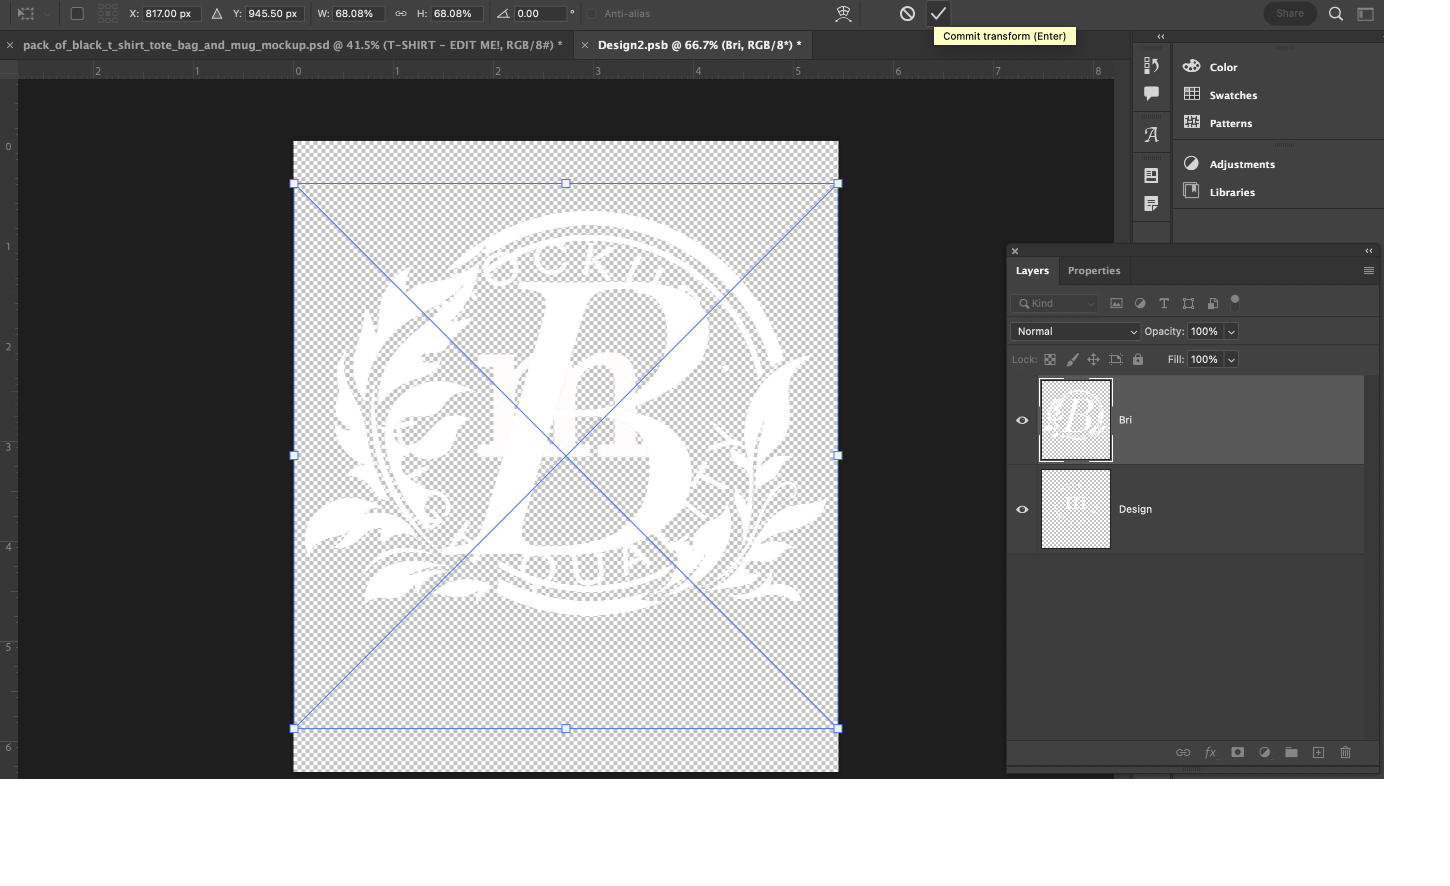 X: 817.00 px Y: 945.50 px W: 68.08% H: 68.08% 0.00 ° Anti-alias Share
Commit transform (Enter)
× pack_of_black_t_shirt_tote_bag_and_mug_mockup.psd @ 41.5% (T-SHIRT - EDIT ME!, RGB/8#) * × Design2.psb @ 66.7% (Bri, RGB/8*) *
2 1 0 1 2 3 4 5 6 7 8
0
1
2
3
4
5
6
B
m
Color
Swatches
Patterns
Adjustments
Libraries
Layers Properties
Kind
Normal Opacity: 100%
Lock: Fill: 100%
Bri
m
Design
fx